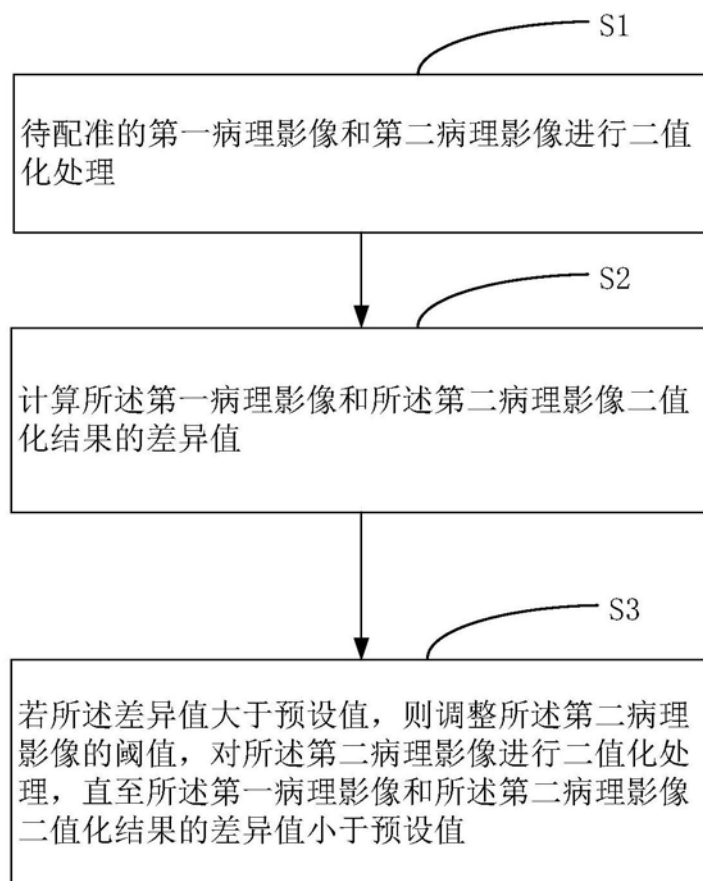 S1
待配准的第一病理影像和第二病理影像进行二值
化处理
S2
计算所述第一病理影像和所述第二病理影像二值
化结果的差异值
S3
若所述差异值大于预设值，则调整所述第二病理
影像的阈值，对所述第二病理影像进行二值化处
理，直至所述第一病理影像和所述第二病理影像
二值化结果的差异值小于预设值